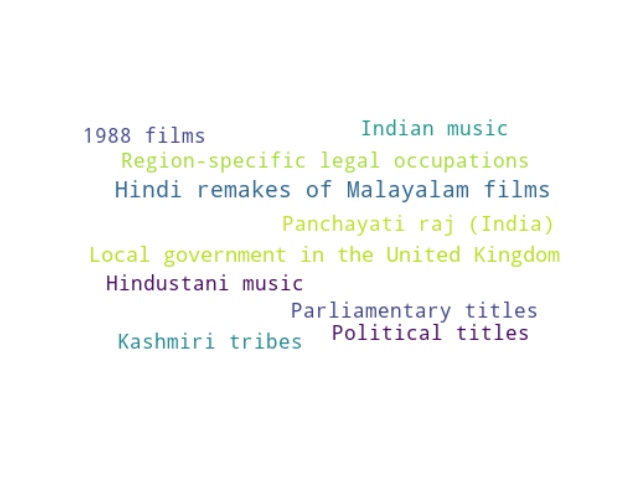 1988 films
Indian music
Region-specific legal occupations
Hindi remakes of Malayalam films
Panchayati raj (India)
Local government in the United Kingdom
Hindustani music
Parliamentary titles
Political titles
Kashmiri tribes